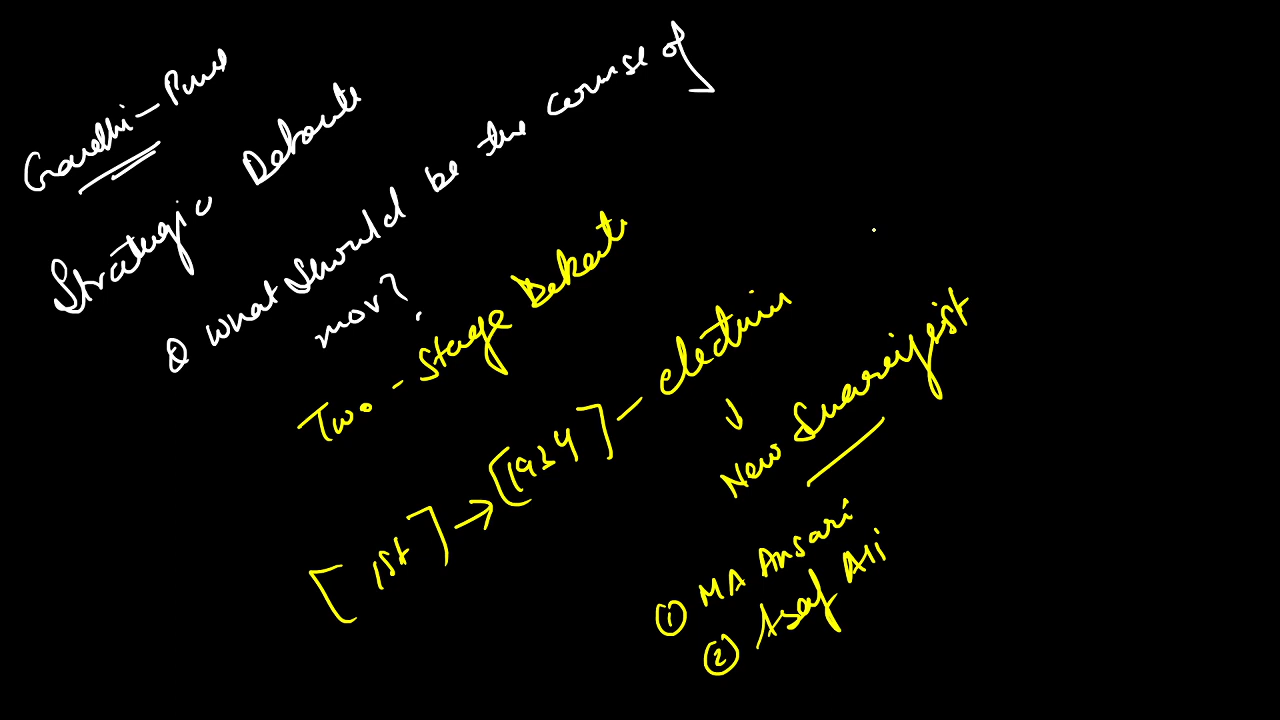 Gandhi - Pune
Strategic Debate
Q What should be the course of
mov?
Two - Stage Debate
[1st] → [1934] - election
↓
New Swarajist
① MA Ansari
② Asaf Ali